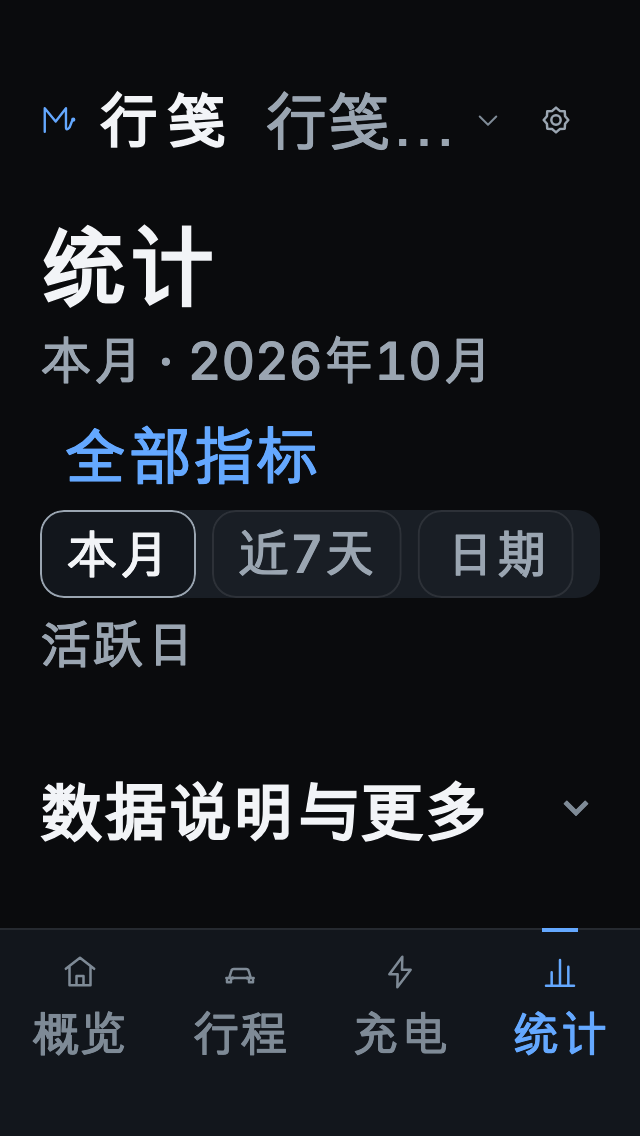 行笺 行笺...
统计
本月 · 2026年10月
全部指标
本月 近7天 日期
活跃日
数据说明与更多
概览 行程 充电 统计